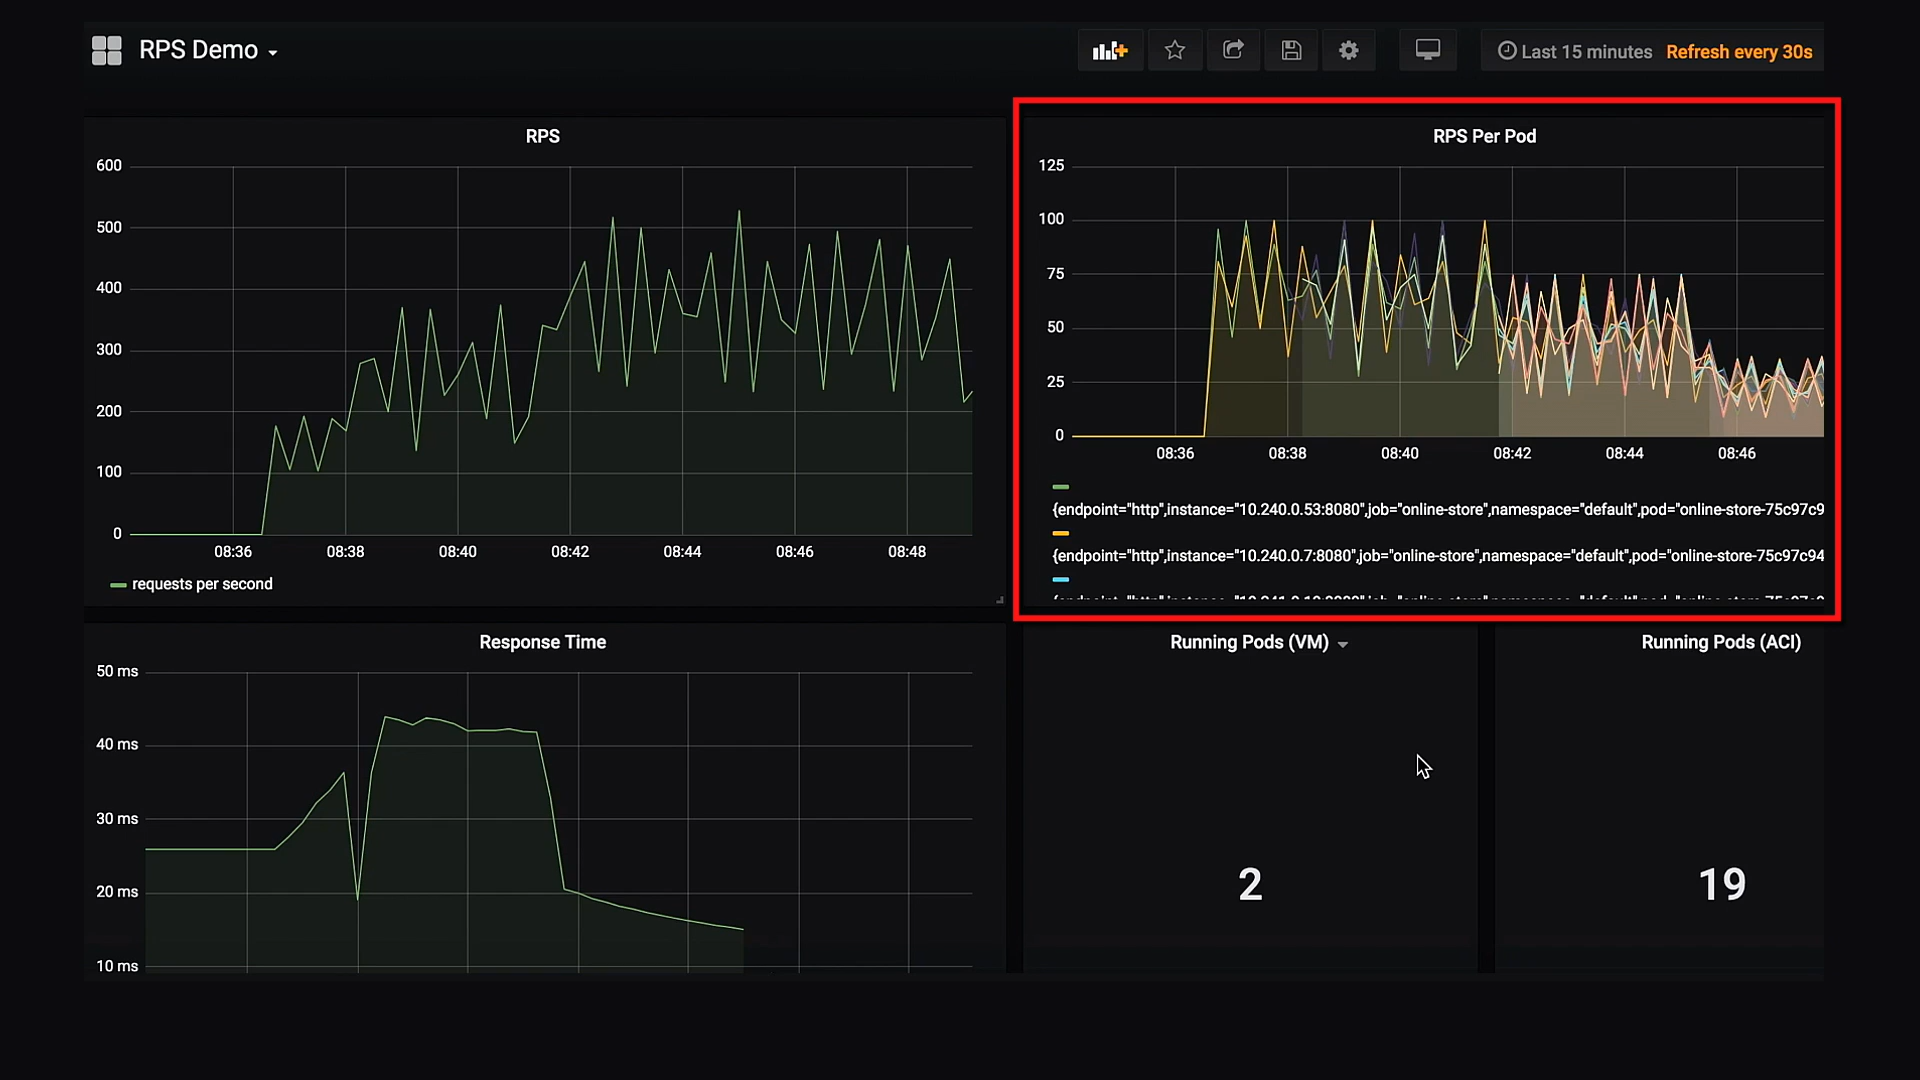 RPS Demo
Last 15 minutes Refresh every 30s
RPS
600
500
400
300
200
100
0
08:36 08:38 08:40 08:42 08:44 08:46 08:48
requests per second
RPS Per Pod
125
100
75
50
25
0
08:36 08:38 08:40 08:42 08:44 08:46
{endpoint="http",instance="10.240.0.53:8080",job="online-store",namespace="default",pod="online-store-75c97c9
{endpoint="http",instance="10.240.0.7:8080",job="online-store",namespace="default",pod="online-store-75c97c94
Response Time
50 ms
40 ms
30 ms
20 ms
10 ms
Running Pods (VM)
2
Running Pods (ACI)
19